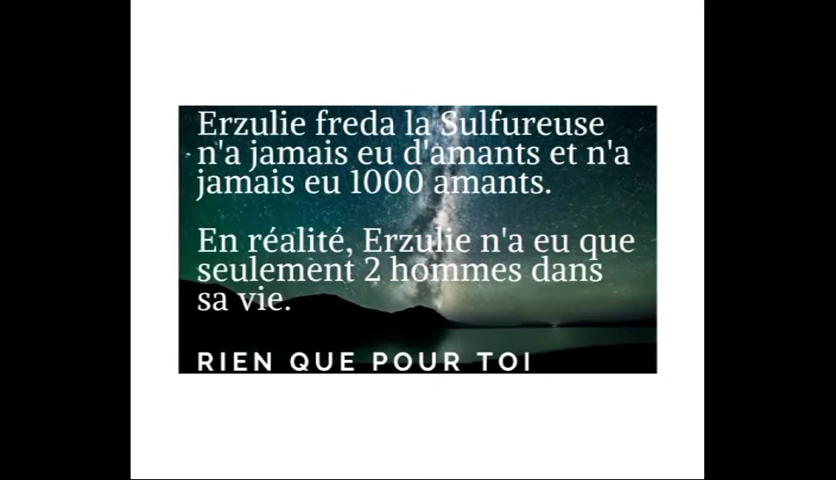 Erzulie freda la Sulfureuse
n'a jamais eu d'amants et n'a
jamais eu 1000 amants.
En réalité, Erzulie n'a eu que
seulement 2 hommes dans
sa vie.
RIEN QUE POUR TOI